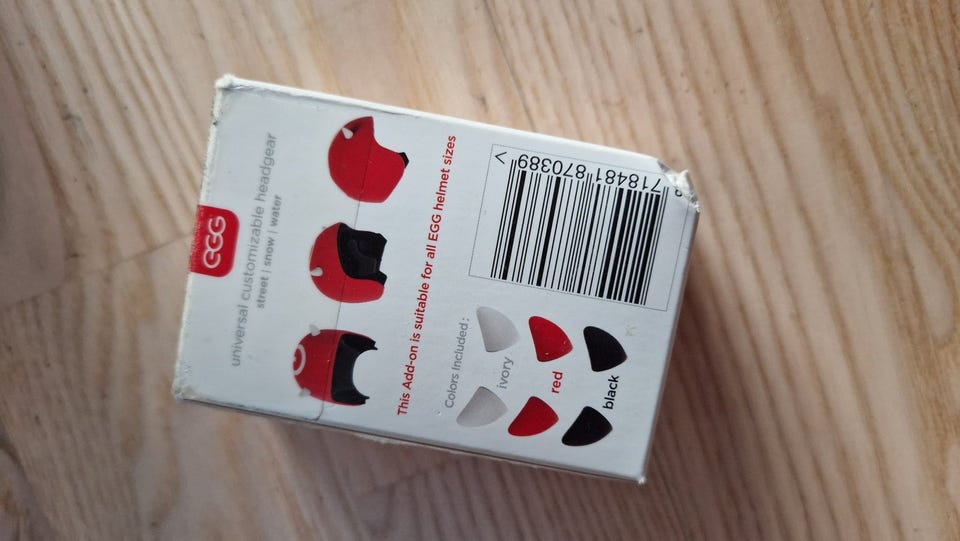 EGG
universal customizable headgear
street | snow | water
This Add-on is suitable for all EGG helmet sizes
Colors Included :
ivory
red
black
8 718481 870389 >